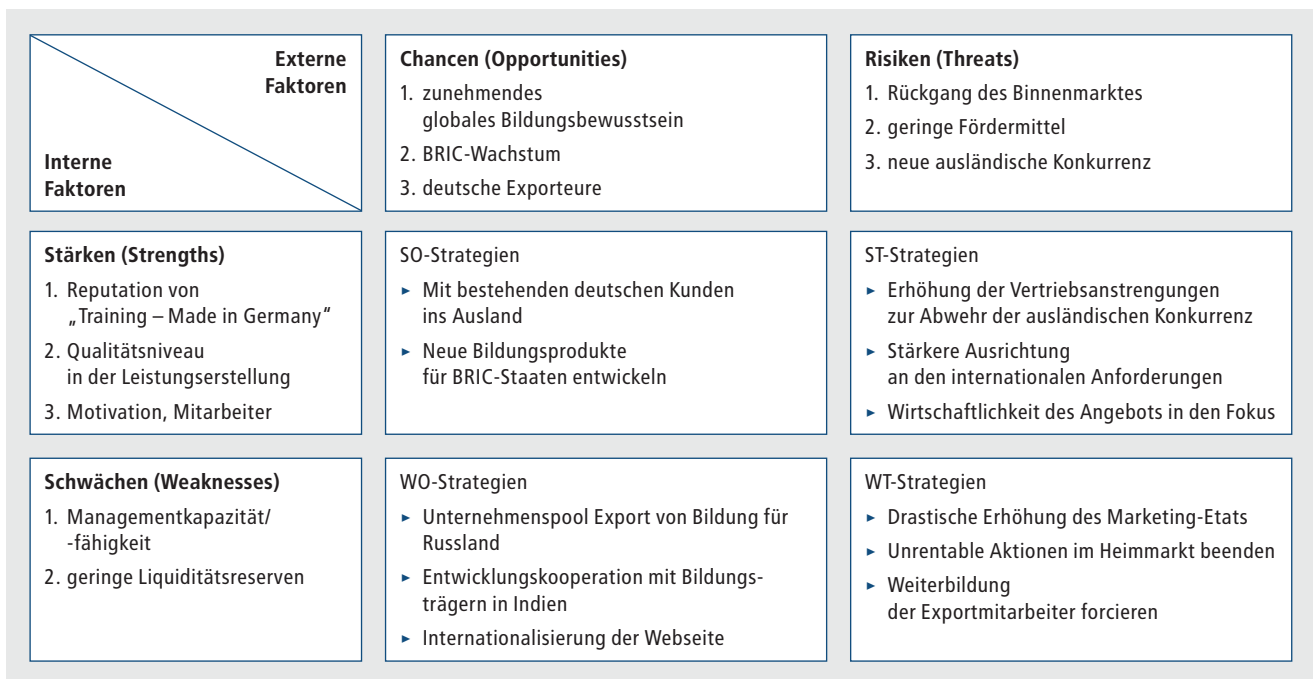 Externe
Faktoren
Interne
Faktoren
Chancen (Opportunities)
1. zunehmendes
globales Bildungsbewusstsein
2. BRIC-Wachstum
3. deutsche Exporteure
Risiken (Threats)
1. Rückgang des Binnenmarktes
2. geringe Fördermittel
3. neue ausländische Konkurrenz
Stärken (Strengths)
1. Reputation von
„Training – Made in Germany“
2. Qualitätsniveau
in der Leistungserstellung
3. Motivation, Mitarbeiter
SO-Strategien
► Mit bestehenden deutschen Kunden
ins Ausland
► Neue Bildungsprodukte
für BRIC-Staaten entwickeln
ST-Strategien
► Erhöhung der Vertriebsanstrengungen
zur Abwehr der ausländischen Konkurrenz
► Stärkere Ausrichtung
an den internationalen Anforderungen
► Wirtschaftlichkeit des Angebots in den Fokus
Schwächen (Weaknesses)
1. Managementkapazität/
-fähigkeit
2. geringe Liquiditätsreserven
WO-Strategien
► Unternehmenspool Export von Bildung für
Russland
► Entwicklungskooperation mit Bildungs-
trägern in Indien
► Internationalisierung der Webseite
WT-Strategien
► Drastische Erhöhung des Marketing-Etats
► Unrentable Aktionen im Heimmarkt beenden
► Weiterbildung
der Exportmitarbeiter forcieren